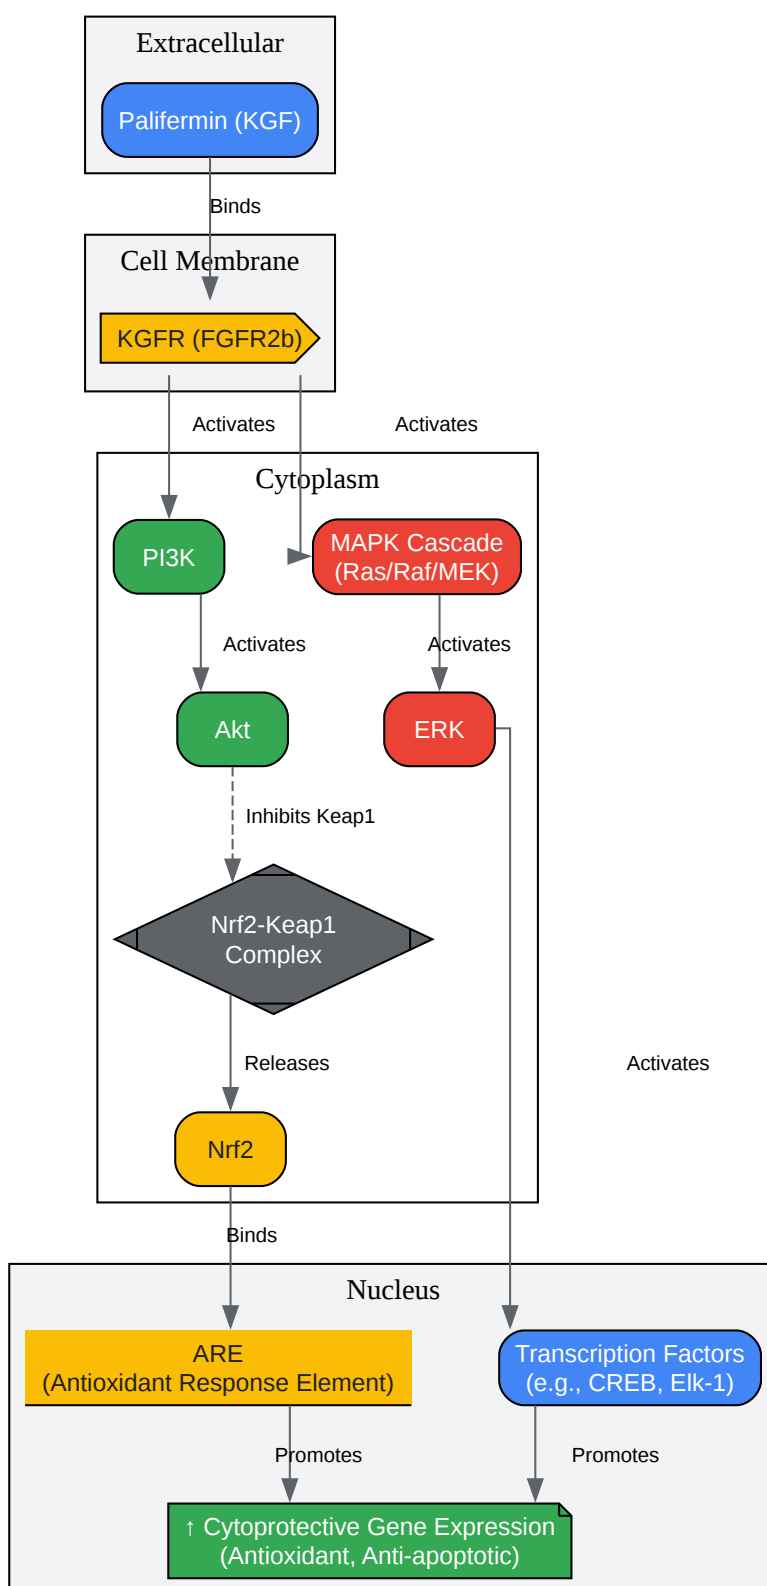 Extracellular
Palifermin (KGF)
Binds
Cell Membrane
KGFR (FGFR2b)
Activates
Activates
Cytoplasm
PI3K
MAPK Cascade
(Ras/Raf/MEK)
Activates
Activates
Akt
ERK
Inhibits Keap1
Nrf2-Keap1
Complex
Releases
Activates
Nrf2
Binds
Nucleus
ARE
(Antioxidant Response Element)
Transcription Factors
(e.g., CREB, Elk-1)
Promotes
Promotes
↑ Cytoprotective Gene Expression
(Antioxidant, Anti-apoptotic)